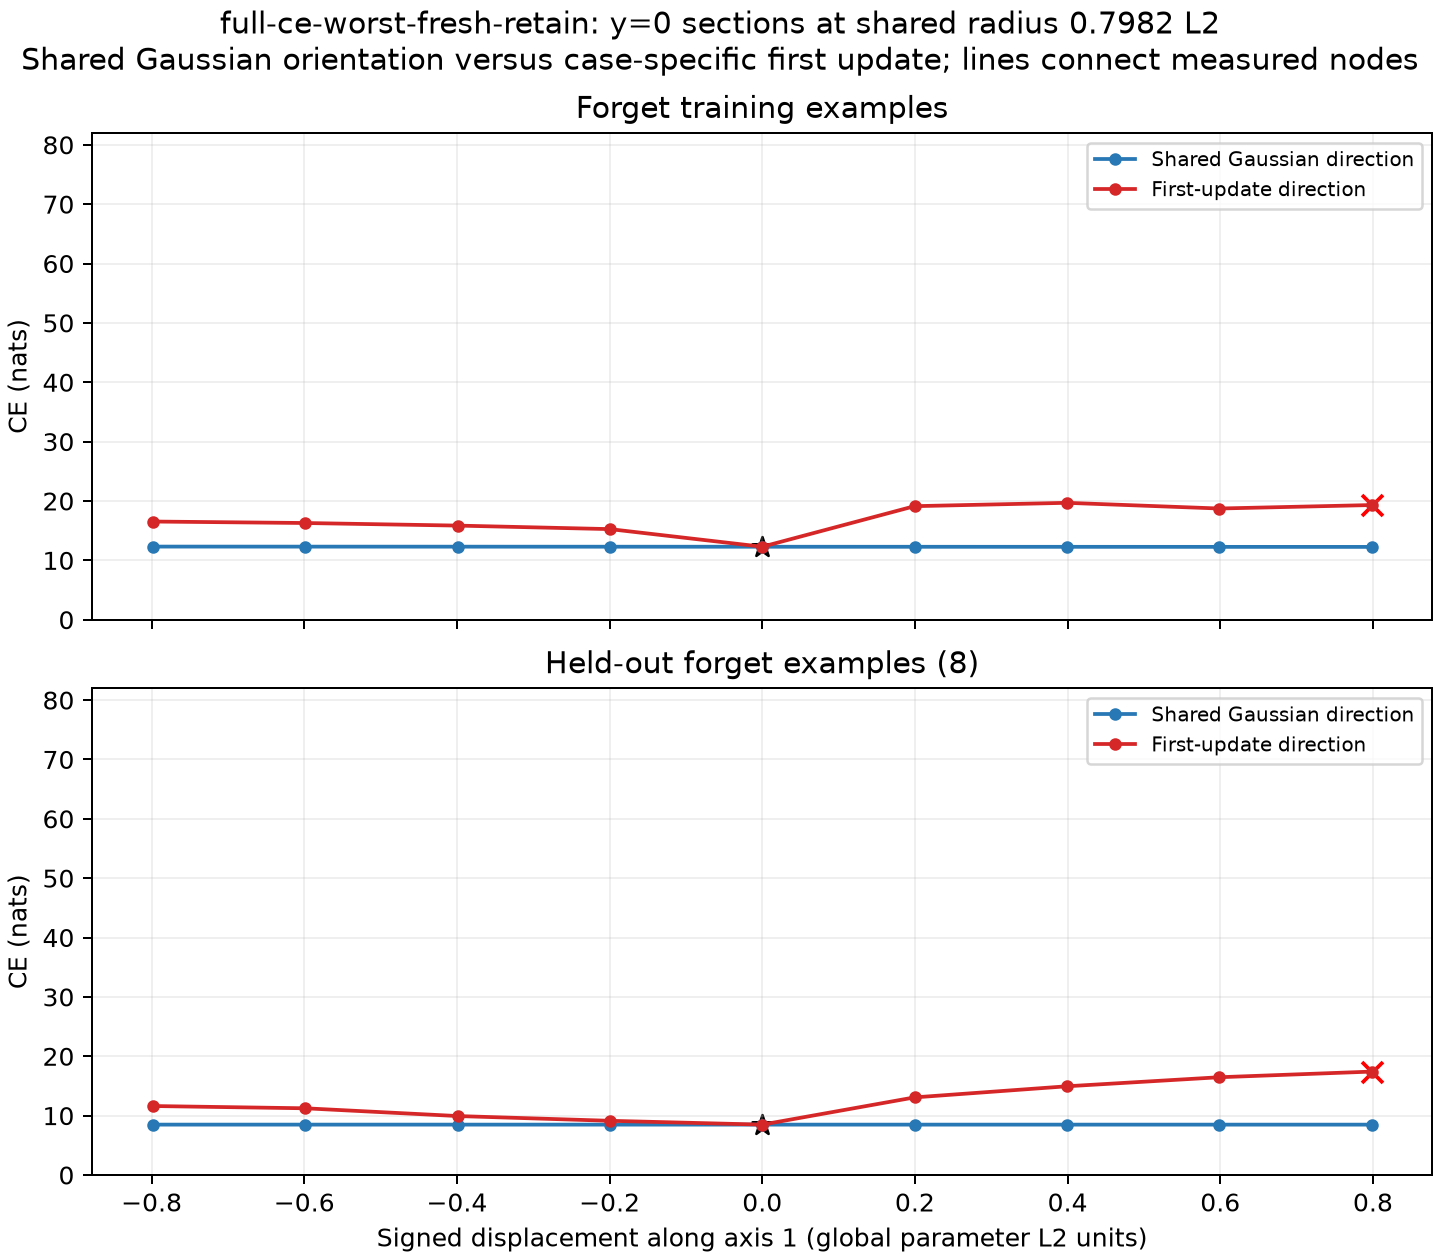 full-ce-worst-fresh-retain: y=0 sections at shared radius 0.7982 L2
Shared Gaussian orientation versus case-specific first update; lines connect measured nodes
Forget training examples
80
70
60
50
40
30
20
10
0
CE (nats)
Shared Gaussian direction
First-update direction
Held-out forget examples (8)
80
70
60
50
40
30
20
10
0
CE (nats)
Shared Gaussian direction
First-update direction
−0.8 −0.6 −0.4 −0.2 0.0 0.2 0.4 0.6 0.8
Signed displacement along axis 1 (global parameter L2 units)